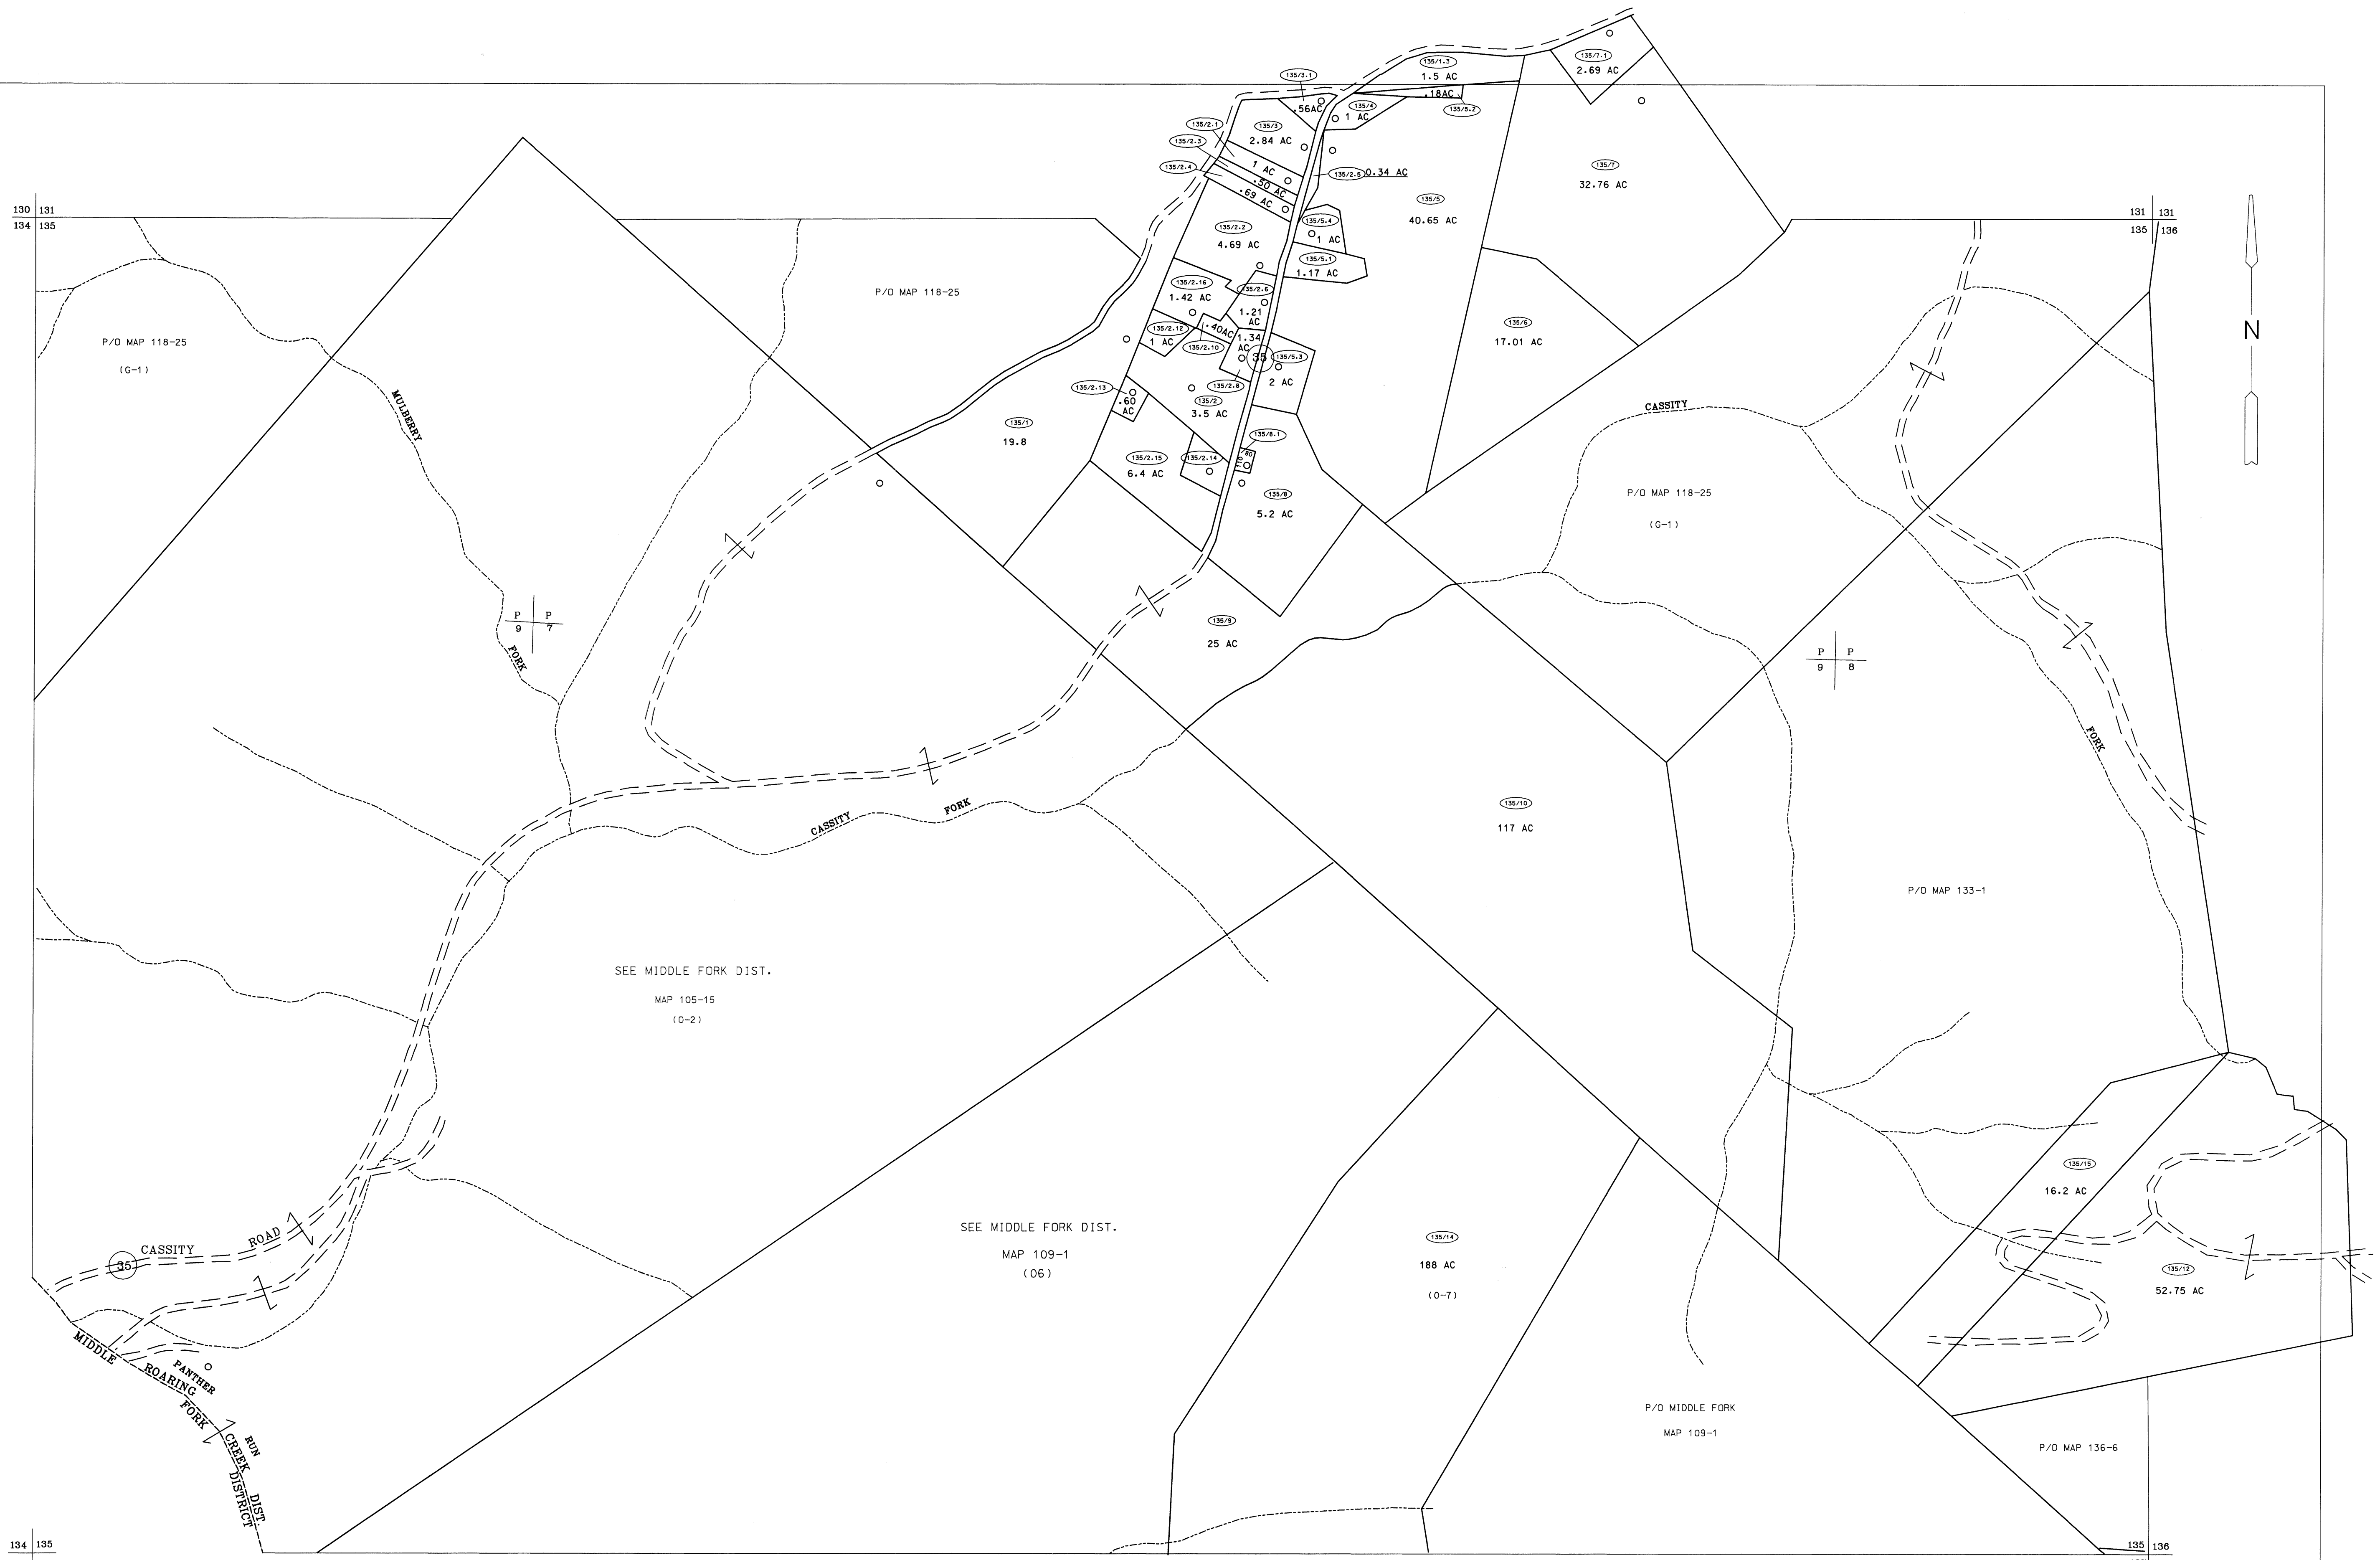 135/7.1
2.69 AC
135/1.3
1.5 AC
135/3.1
.56AC
.18AC
135/5.2
135/4
1 AC
135/3
2.84 AC
135/2.1
1 AC
135/2.3
.50 AC
135/2.4
.69 AC
135/2.5
0.34 AC
135/7
32.76 AC
135/5
40.65 AC
130 131
134 135
131 131
135 136
135/2.2
4.69 AC
135/5.4
1 AC
135/5.1
1.17 AC
P/O MAP 118-25
P/O MAP 118-25
(G-1)
135/2.16
1.42 AC
135/2.6
1.21
AC
135/2.12
1 AC
.40AC
135/2.10
1.34
AC
35
135/5.3
2 AC
135/2.8
135/6
17.01 AC
N
135/2.13
.60
AC
135/2
3.5 AC
MULBERRY
CASSITY
135/1
19.8
135/8.1
110
/80
135/2.15
6.4 AC
135/2.14
135/8
5.2 AC
P/O MAP 118-25
(G-1)
P P
9 7
FORK
135/9
25 AC
P P
9 8
FORK
CASSITY
FORK
135/10
117 AC
P/O MAP 133-1
SEE MIDDLE FORK DIST.
MAP 105-15
(O-2)
135/15
16.2 AC
CASSITY
ROAD
35
SEE MIDDLE FORK DIST.
MAP 109-1
(06)
135/14
188 AC
(O-7)
135/12
52.75 AC
MIDDLE
FORK
DISTRICT
PANTHER
RUN
ROARING
CREEK
DIST.
P/O MIDDLE FORK
MAP 109-1
P/O MAP 136-6
134 135
135 136